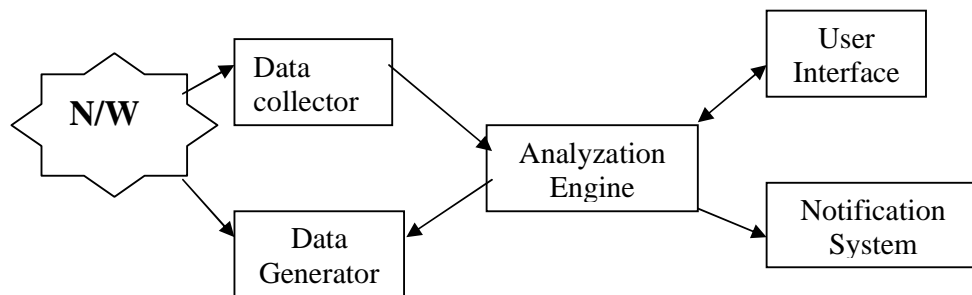 N/W
Data
collector
Data
Generator
Analyzation
Engine
User
Interface
Notification
System